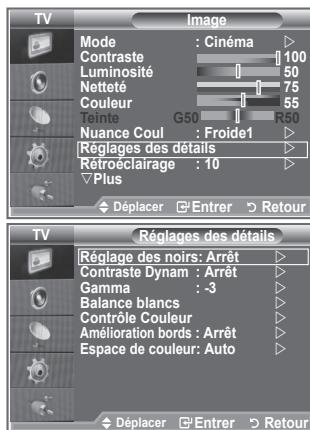 TV Image
Mode : Cinéma
Contraste 100
Luminosité 50
Netteté 75
Couleur 55
Teinte G50 R50
Nuance Coul : Froide1
Réglages des détails
Rétroéclairage : 10
▽Plus
Déplacer Entrer Retour
TV Réglages des détails
Réglage des noirs: Arrêt
Contraste Dynam : Arrêt
Gamma : -3
Balance blancs
Contrôle Couleur
Amélioration bords : Arrêt
Espace de couleur: Auto
Déplacer Entrer Retour